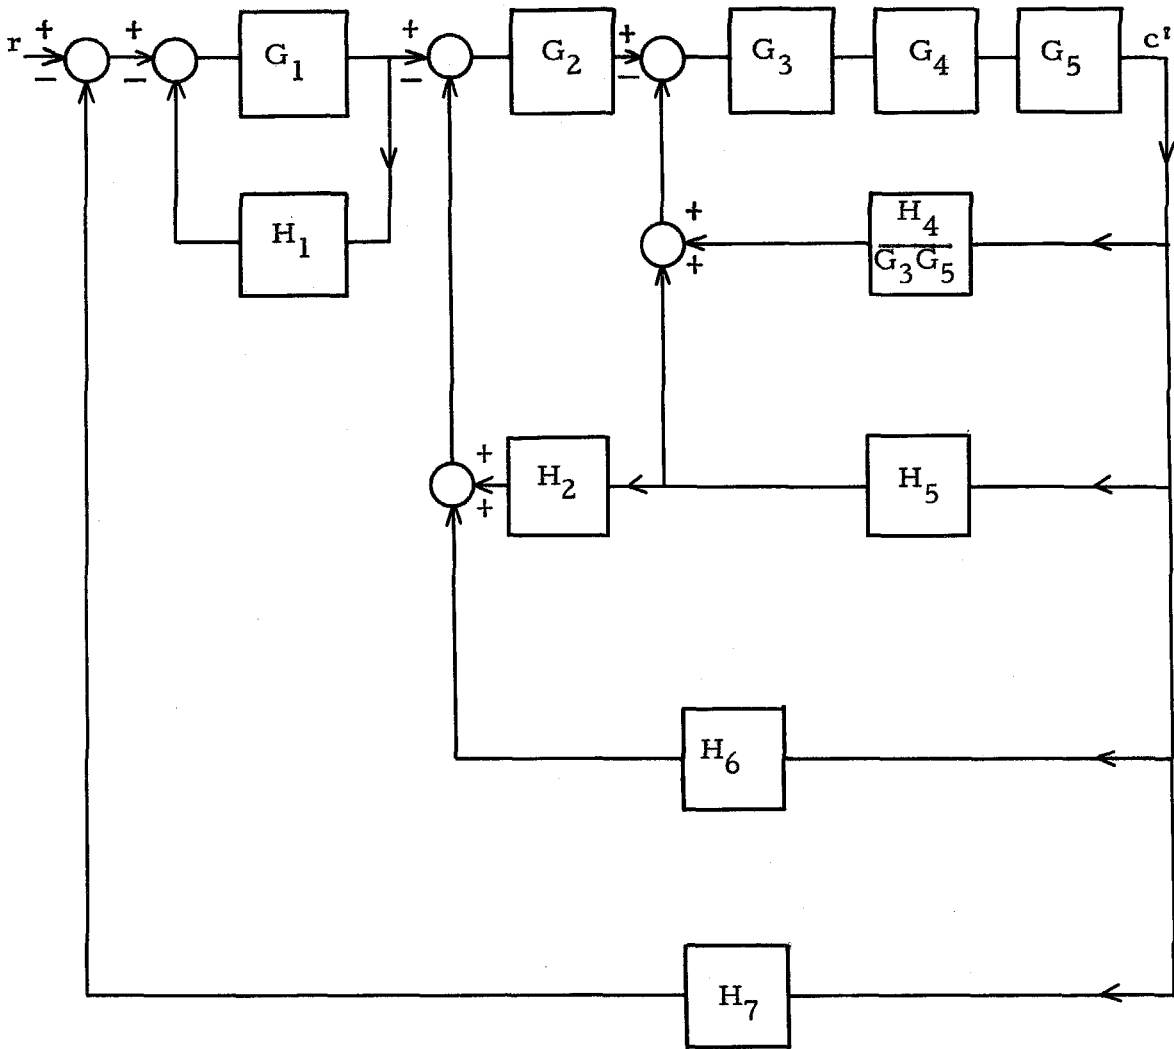 r + − + − G1 + − G2 + − G3 G4 G5 c'
H1
+ + H4/G3G5
+ + H2 H5
H6
H7